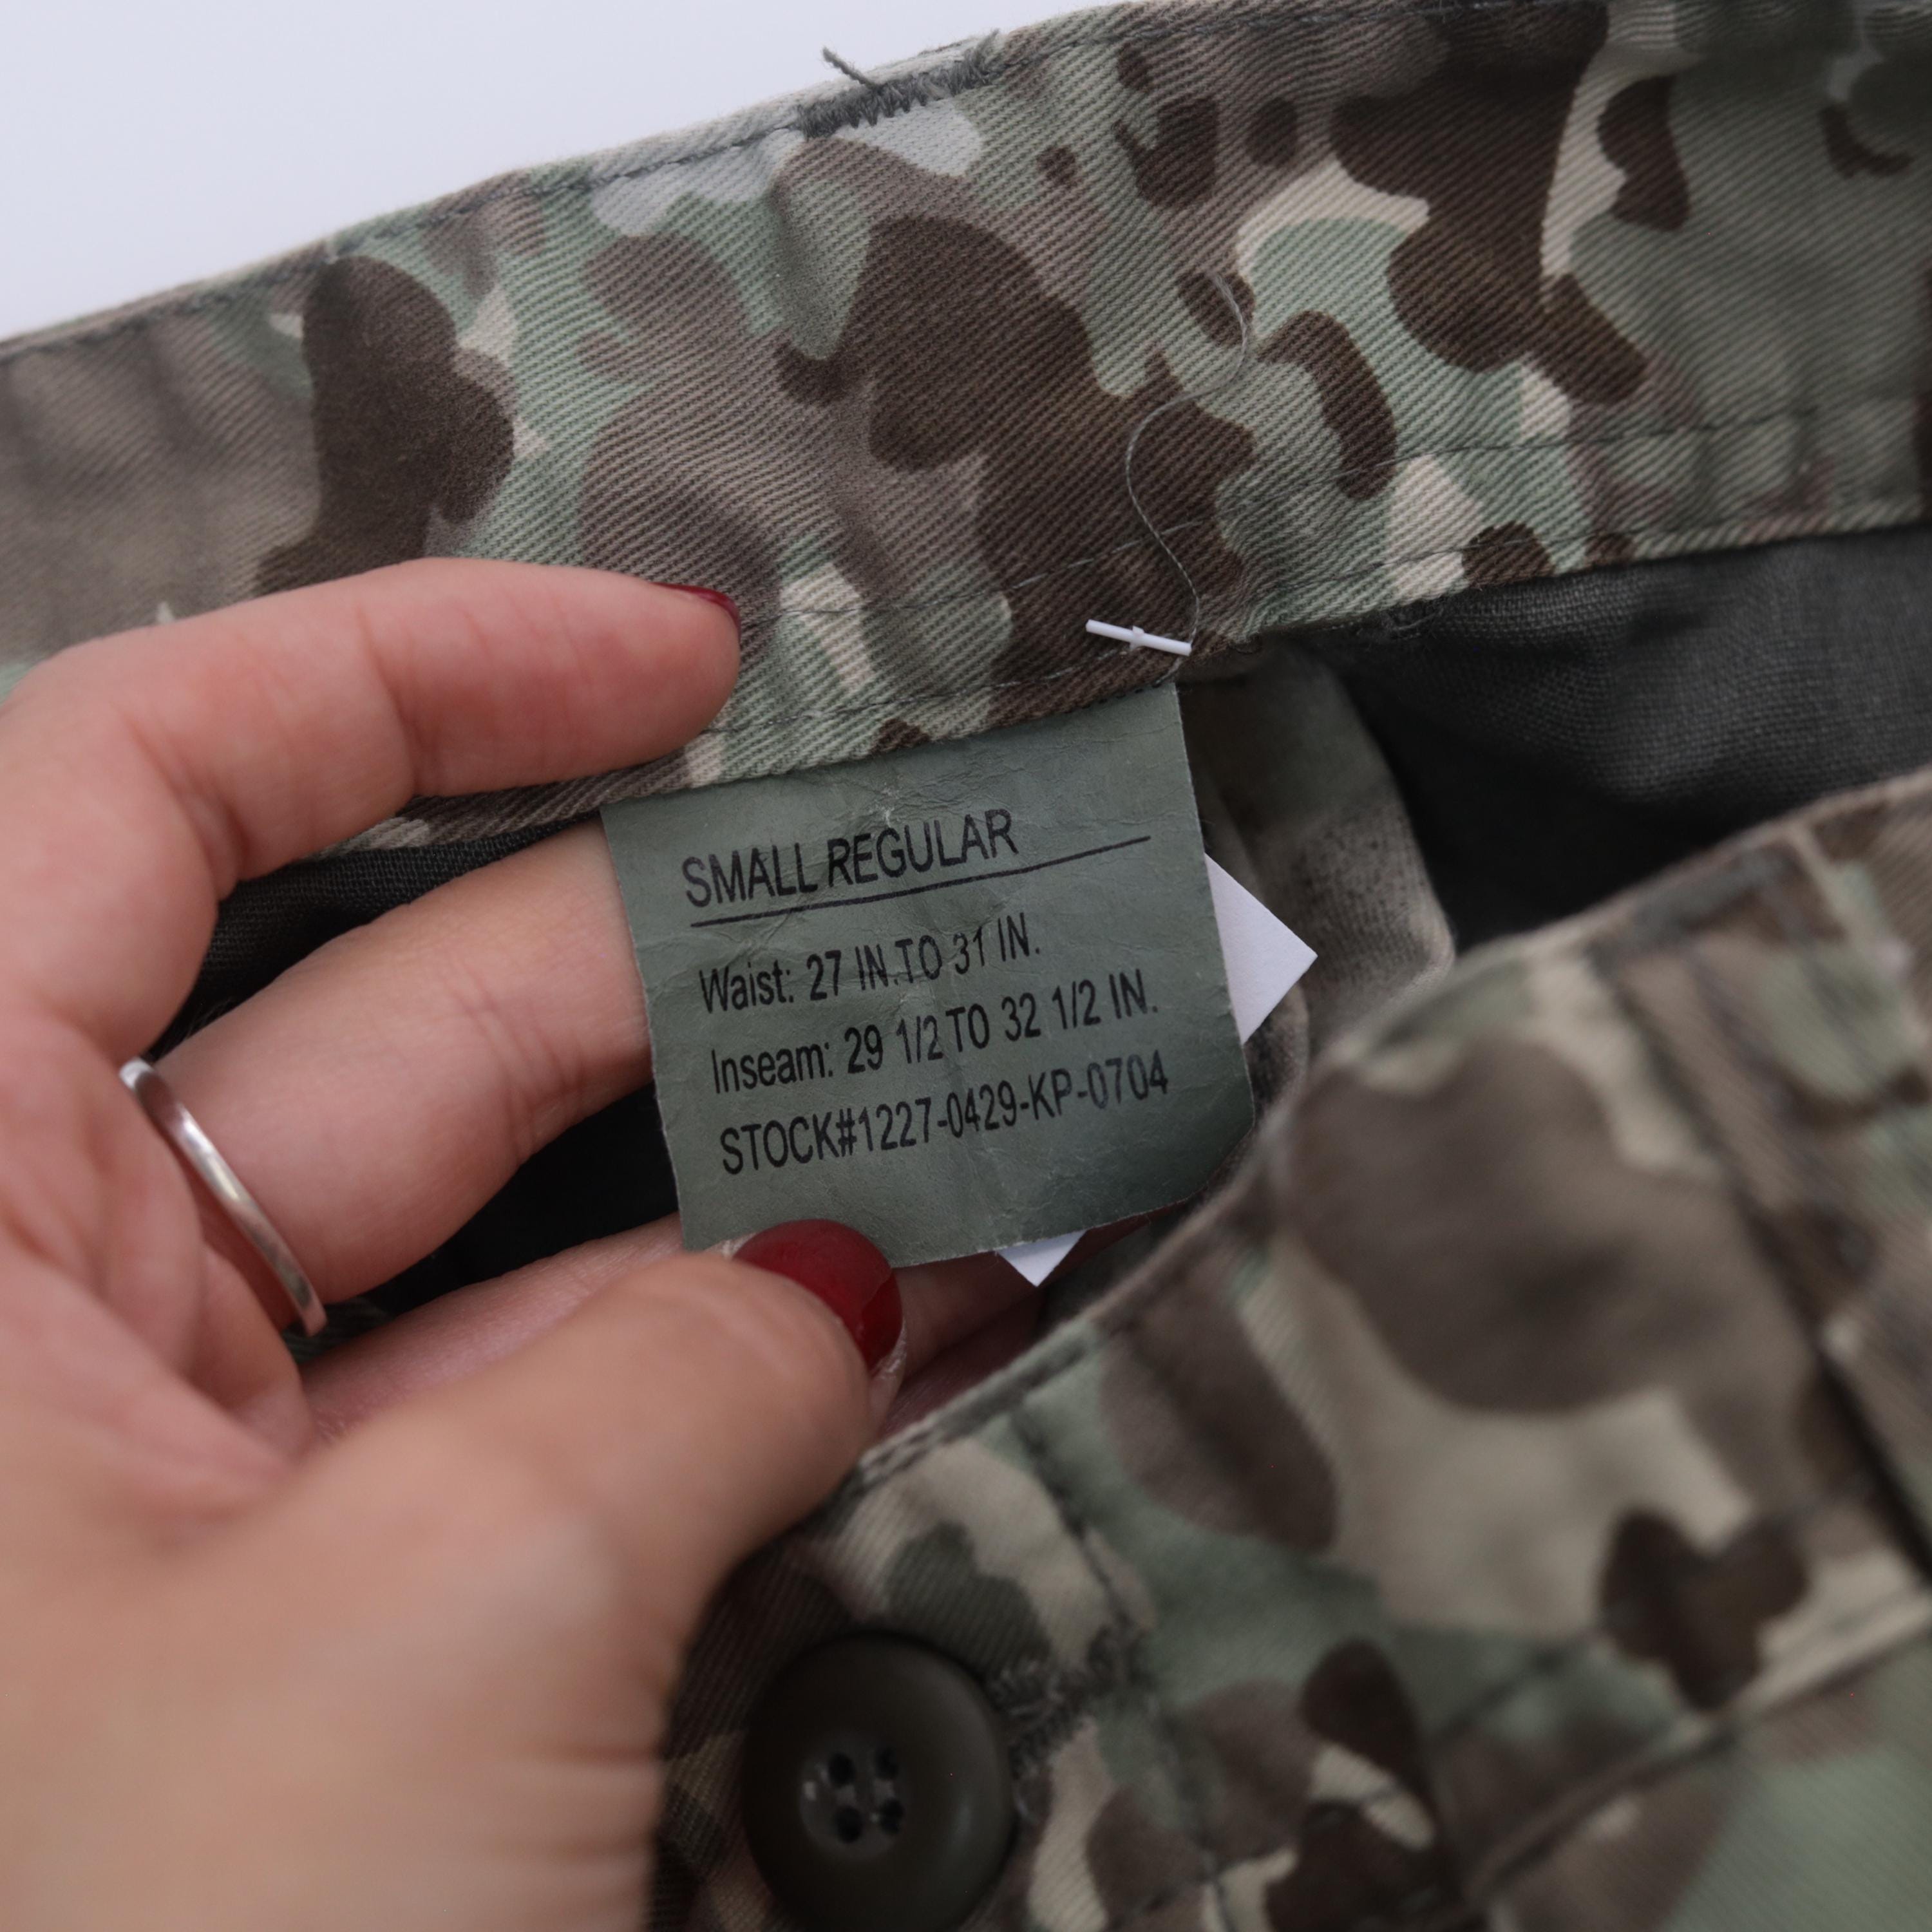 SMALL REGULAR
Waist: 27 IN.TO 31 IN.
Inseam: 29 1/2 TO 32 1/2 IN.
STOCK#1227-0429-KP-0704